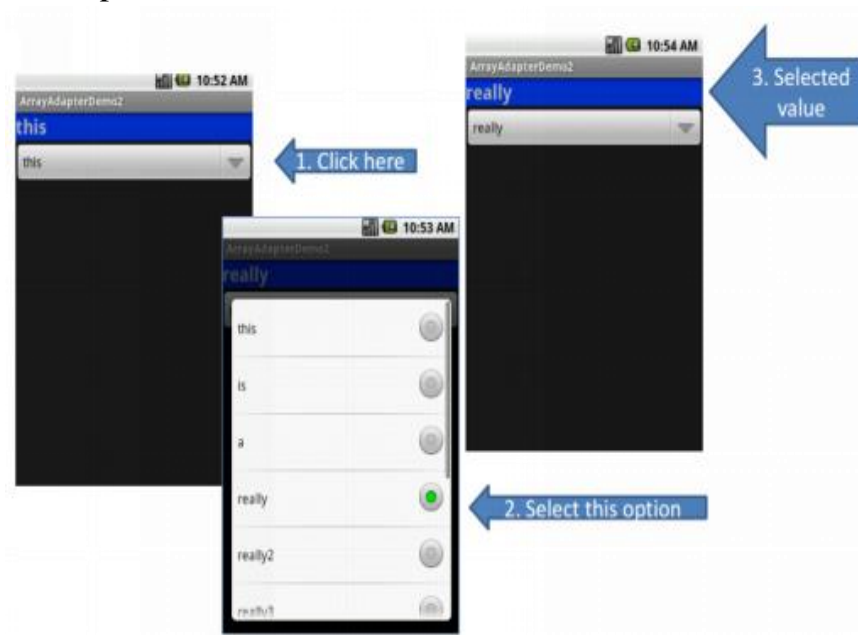 10:52 AM
ArrayAdapterDemo2
this
this
1. Click here
10:53 AM
ArrayAdapterDemo2
really
this
is
a
really
really2
really3
2. Select this option
10:54 AM
ArrayAdapterDemo2
really
really
3. Selected
value